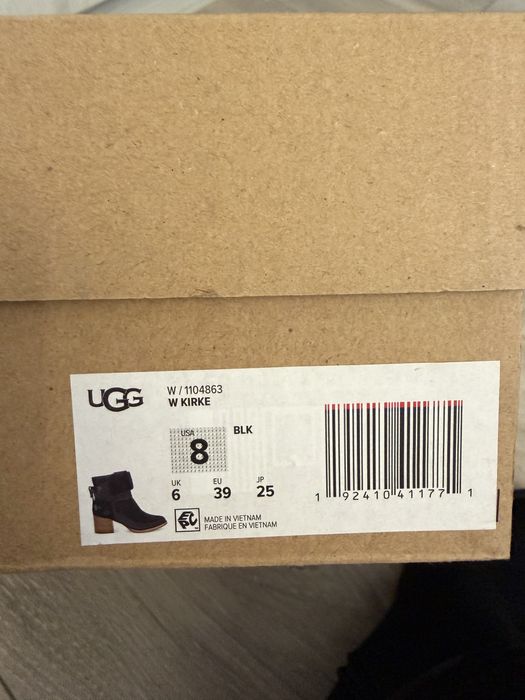 UGG
W / 1104863
W KIRKE
USA
8
BLK
UK EU JP
6 39 25
MADE IN VIETNAM
FABRIQUE EN VIETNAM
1 92410 41177 1